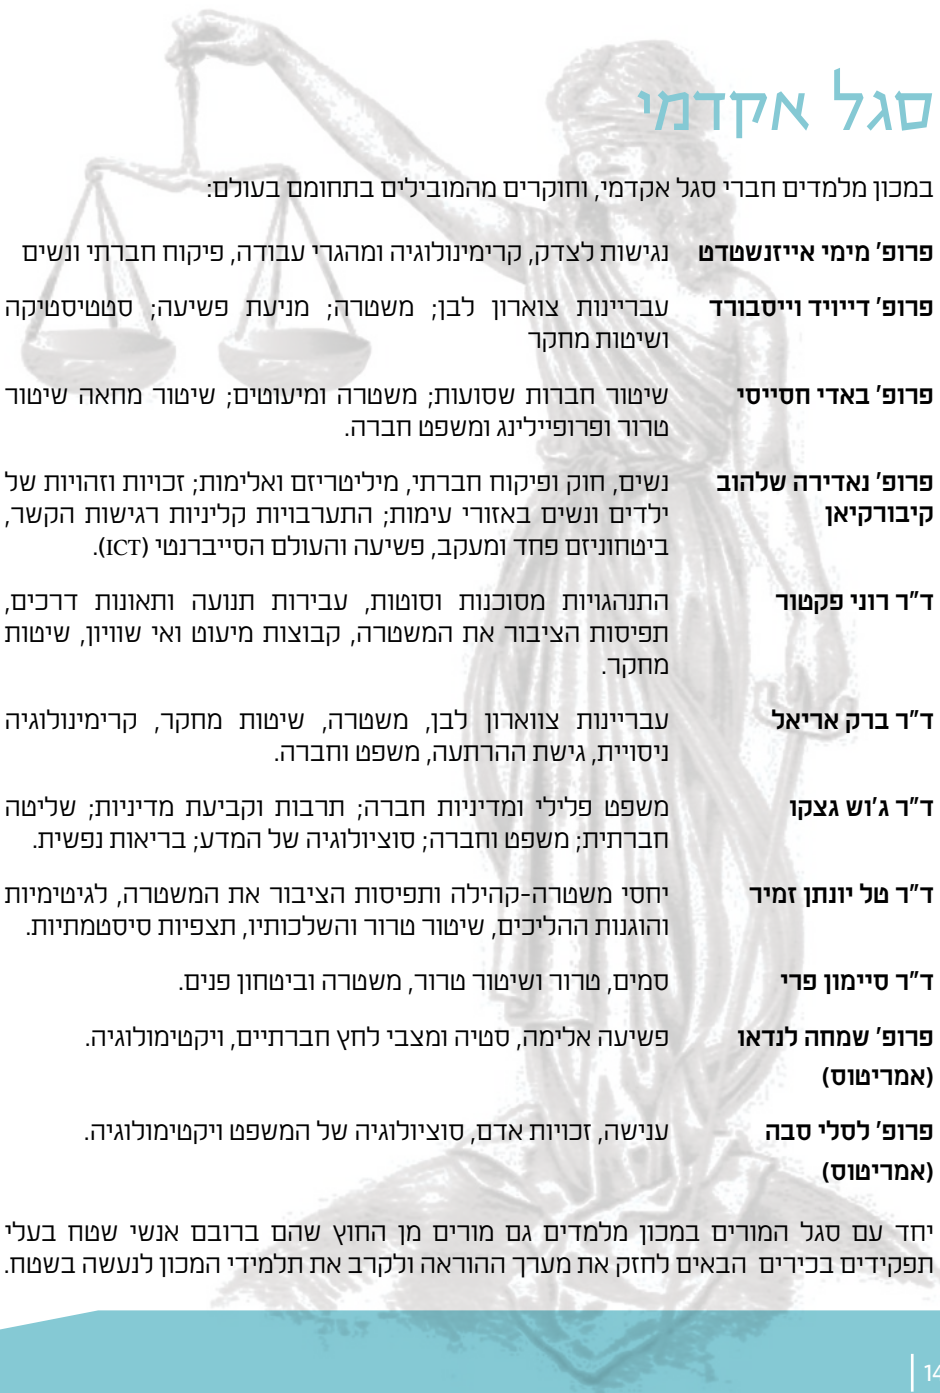 סגל אקדמי
במכון מלמדים חברי סגל אקדמי, וחוקרים מהמובילים בתחומם בעולם:
פרופ' מימי אייזנשטדט נגישות לצדק, קרימינולוגיה ומהגרי עבודה, פיקוח חברתי ונשים
פרופ' דייויד וייסבורד עבריינות צוארון לבן; משטרה; מניעת פשיעה; סטטיסטיקה
ושיטות מחקר
פרופ' באדי חסייסי שיטור חברות שסועות; משטרה ומיעוטים; שיטור מחאה שיטור
טרור ופרופיילינג ומשפט חברה.
פרופ' נאדירה שלהוב נשים, חוק ופיקוח חברתי, מיליטריזם ואלימות; זכויות וזהויות של
קיבורקיאן ילדים ונשים באזורי עימות; התערבויות קליניות רגישות הקשר,
ביטחוניזם פחד ומעקב, פשיעה והעולם הסייברנטי (ICT).
ד"ר רוני פקטור התנהגויות מסוכנות וסוטות, עבירות תנועה ותאונות דרכים,
תפיסות הציבור את המשטרה, קבוצות מיעוט ואי שוויון, שיטות
מחקר.
ד"ר ברק אריאל עבריינות צווארון לבן, משטרה, שיטות מחקר, קרימינולוגיה
ניסויית, גישת ההרתעה, משפט וחברה.
ד"ר ג'וש גצקו משפט פלילי ומדיניות חברה; תרבות וקביעת מדיניות; שליטה
חברתית; משפט וחברה; סוציולוגיה של המדע; בריאות נפשית.
ד"ר טל יונתן זמיר יחסי משטרה-קהילה ותפיסות הציבור את המשטרה, לגיטימיות
והוגנות ההליכים, שיטור טרור והשלכותיו, תצפיות סיסטמתיות.
ד"ר סיימון פרי סמים, טרור ושיטור טרור, משטרה וביטחון פנים.
פרופ' שמחה לנדאו פשיעה אלימה, סטיה ומצבי לחץ חברתיים, ויקטימולוגיה.
(אמריטוס)
פרופ' לסלי סבה ענישה, זכויות אדם, סוציולוגיה של המשפט ויקטימולוגיה.
(אמריטוס)
יחד עם סגל המורים במכון מלמדים גם מורים מן החוץ שהם ברובם אנשי שטח בעלי
תפקידים בכירים הבאים לחזק את מערך ההוראה ולקרב את תלמידי המכון לנעשה בשטח.
14